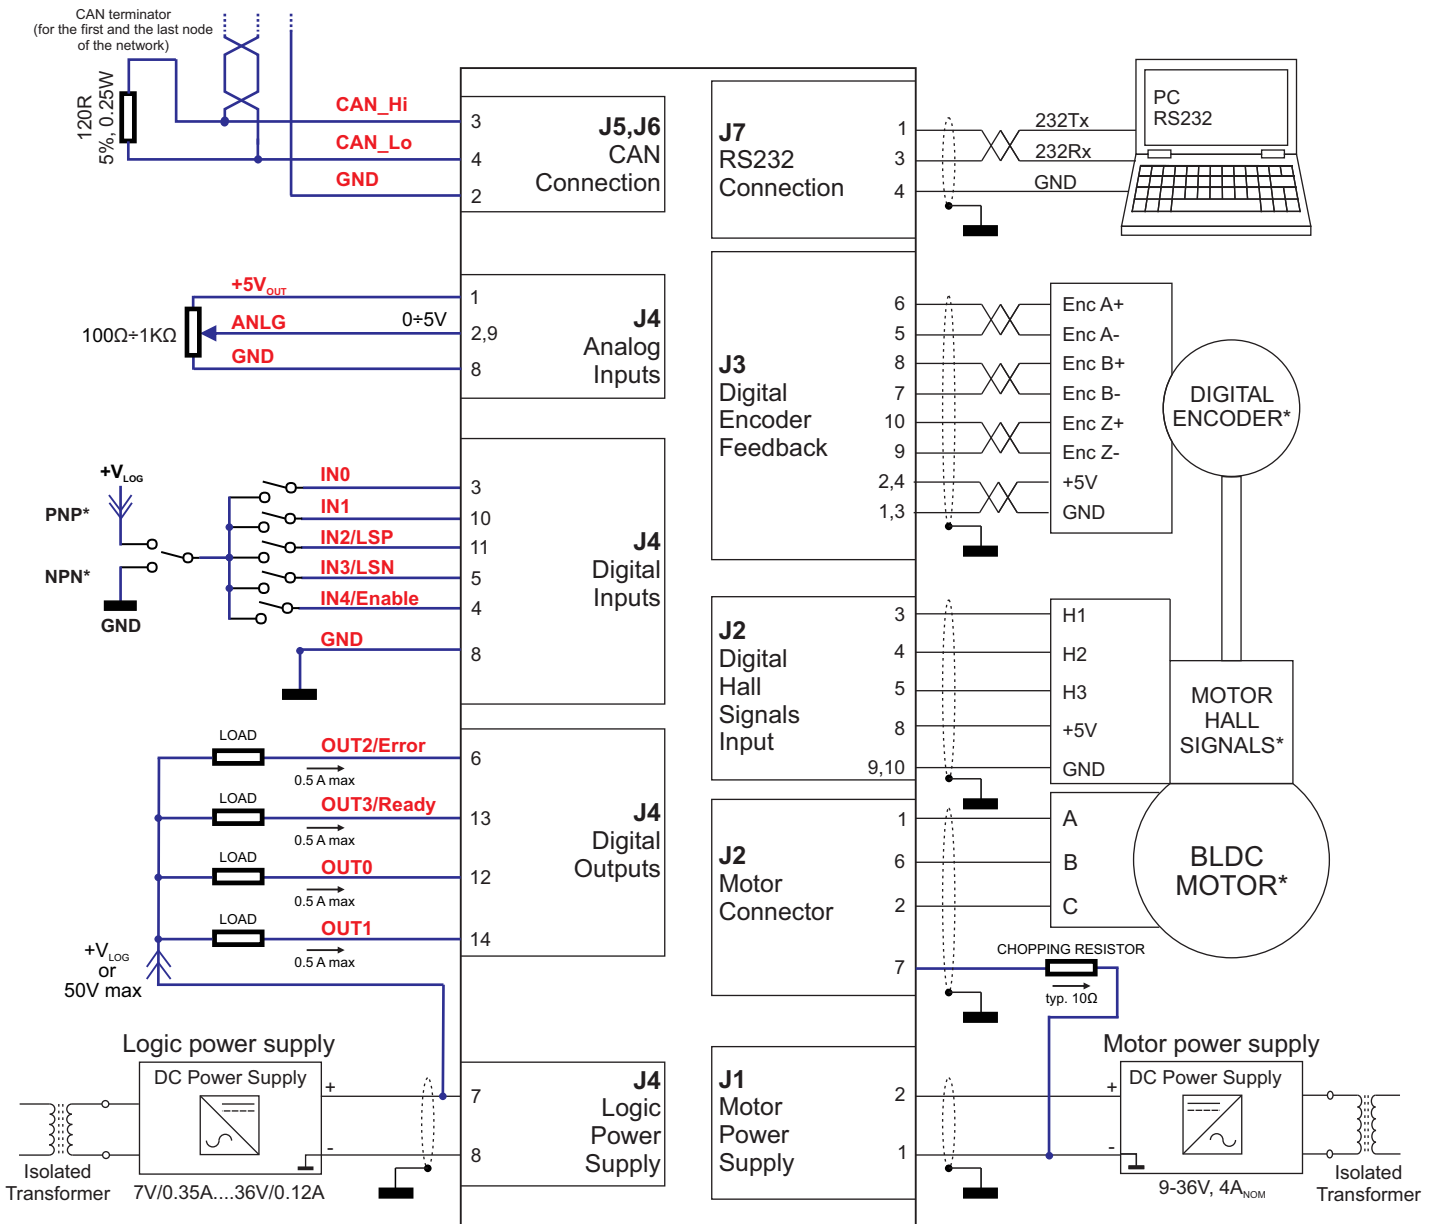 CAN terminator
(for the first and the last node
of the network)
120R
5%, 0.25W
CAN_Hi
CAN_Lo
GND
3
4
2
J5,J6
CAN
Connection
J7
RS232
Connection
1
3
4
232Tx
232Rx
GND
PC
RS232
+5VOUT
ANLG
GND
0÷5V
100Ω÷1KΩ
1
2,9
8
J4
Analog
Inputs
J3
Digital
Encoder
Feedback
6
5
8
7
10
9
2,4
1,3
Enc A+
Enc A-
Enc B+
Enc B-
Enc Z+
Enc Z-
+5V
GND
DIGITAL
ENCODER*
+VLOG
PNP*
NPN*
GND
IN0
IN1
IN2/LSP
IN3/LSN
IN4/Enable
GND
3
10
11
5
4
8
J4
Digital
Inputs
J2
Digital
Hall
Signals
Input
3
4
5
8
9,10
H1
H2
H3
+5V
GND
MOTOR
HALL
SIGNALS*
LOAD
OUT2/Error
0.5 A max
LOAD
OUT3/Ready
0.5 A max
LOAD
OUT0
0.5 A max
LOAD
OUT1
0.5 A max
6
13
12
14
J4
Digital
Outputs
+VLOG
or
50V max
J2
Motor
Connector
1
6
2
7
A
B
C
BLDC
MOTOR*
CHOPPING RESISTOR
typ. 10Ω
Logic power supply
DC Power Supply
+
-
Isolated
Transformer
7V/0.35A....36V/0.12A
7
8
J4
Logic
Power
Supply
J1
Motor
Power
Supply
2
1
Motor power supply
DC Power Supply
+
-
9-36V, 4ANOM
Isolated
Transformer